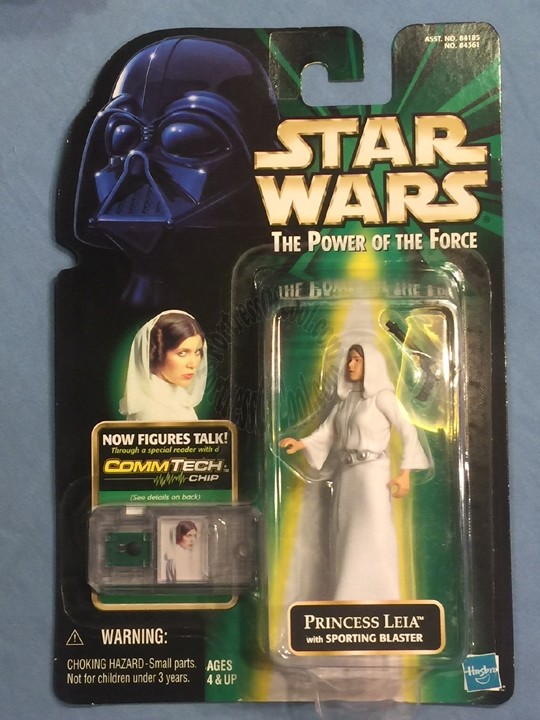 ASST. NO. 84185
NO. 84361
STAR
WARS
THE POWER OF THE FORCE
NOW FIGURES TALK!
Through a special reader with a
COMMTECH™
CHIP
(See details on back)
PRINCESS LEIA™
with SPORTING BLASTER
WARNING:
CHOKING HAZARD-Small parts.
Not for children under 3 years.
AGES
4 & UP
Hasbro